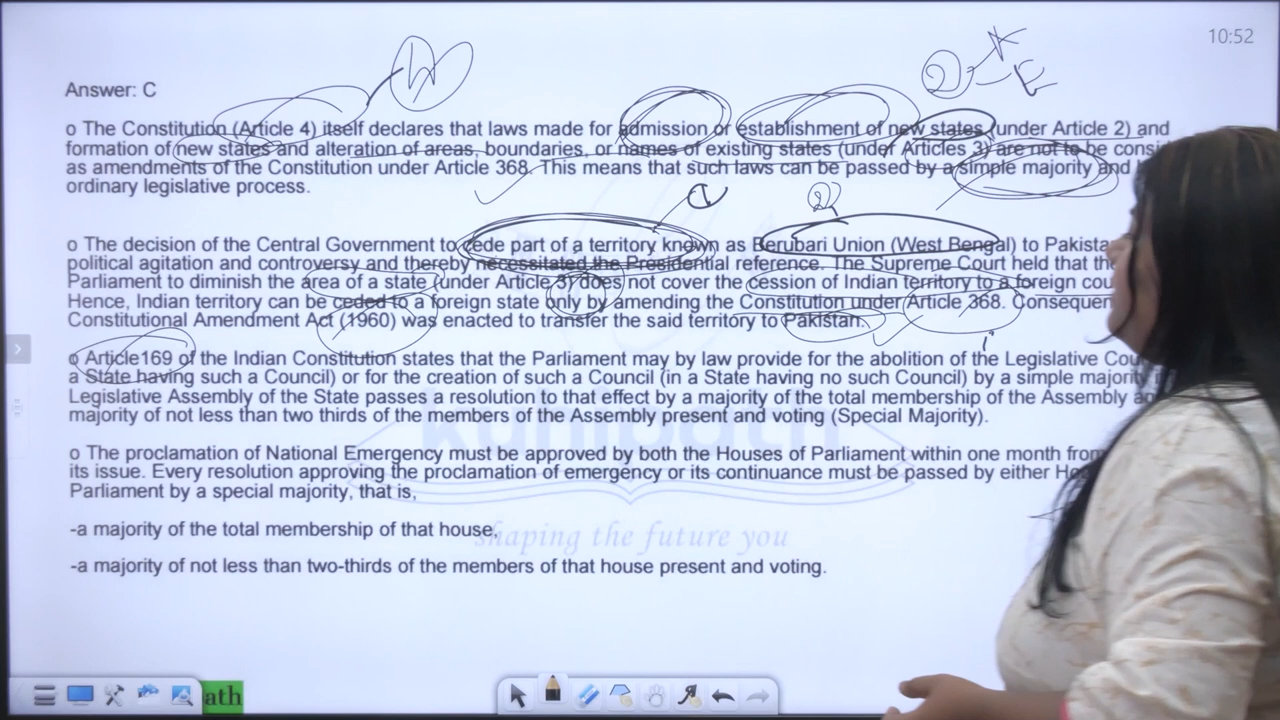 10:52
Answer: C
o The Constitution (Article 4) itself declares that laws made for admission or establishment of new states (under Article 2) and
formation of new states and alteration of areas, boundaries, or names of existing states (under Articles 3) are not to be consid
as amendments of the Constitution under Article 368. This means that such laws can be passed by a simple majority and
ordinary legislative process.
o The decision of the Central Government to cede part of a territory known as Berubari Union (West Bengal) to Pakista
political agitation and controversy and thereby necessitated the Presidential reference. The Supreme Court held that the
Parliament to diminish the area of a state (under Article 3) does not cover the cession of Indian territory to a foreign cou
Hence, Indian territory can be ceded to a foreign state only by amending the Constitution under Article 368. Consequen
Constitutional Amendment Act (1960) was enacted to transfer the said territory to Pakistan.
o Article169 of the Indian Constitution states that the Parliament may by law provide for the abolition of the Legislative Cou
a State having such a Council) or for the creation of such a Council (in a State having no such Council) by a simple majority
Legislative Assembly of the State passes a resolution to that effect by a majority of the total membership of the Assembly an
majority of not less than two thirds of the members of the Assembly present and voting (Special Majority).
o The proclamation of National Emergency must be approved by both the Houses of Parliament within one month from
its issue. Every resolution approving the proclamation of emergency or its continuance must be passed by either Ho
Parliament by a special majority, that is,
-a majority of the total membership of that house,
shaping the future you
-a majority of not less than two-thirds of the members of that house present and voting.
ath